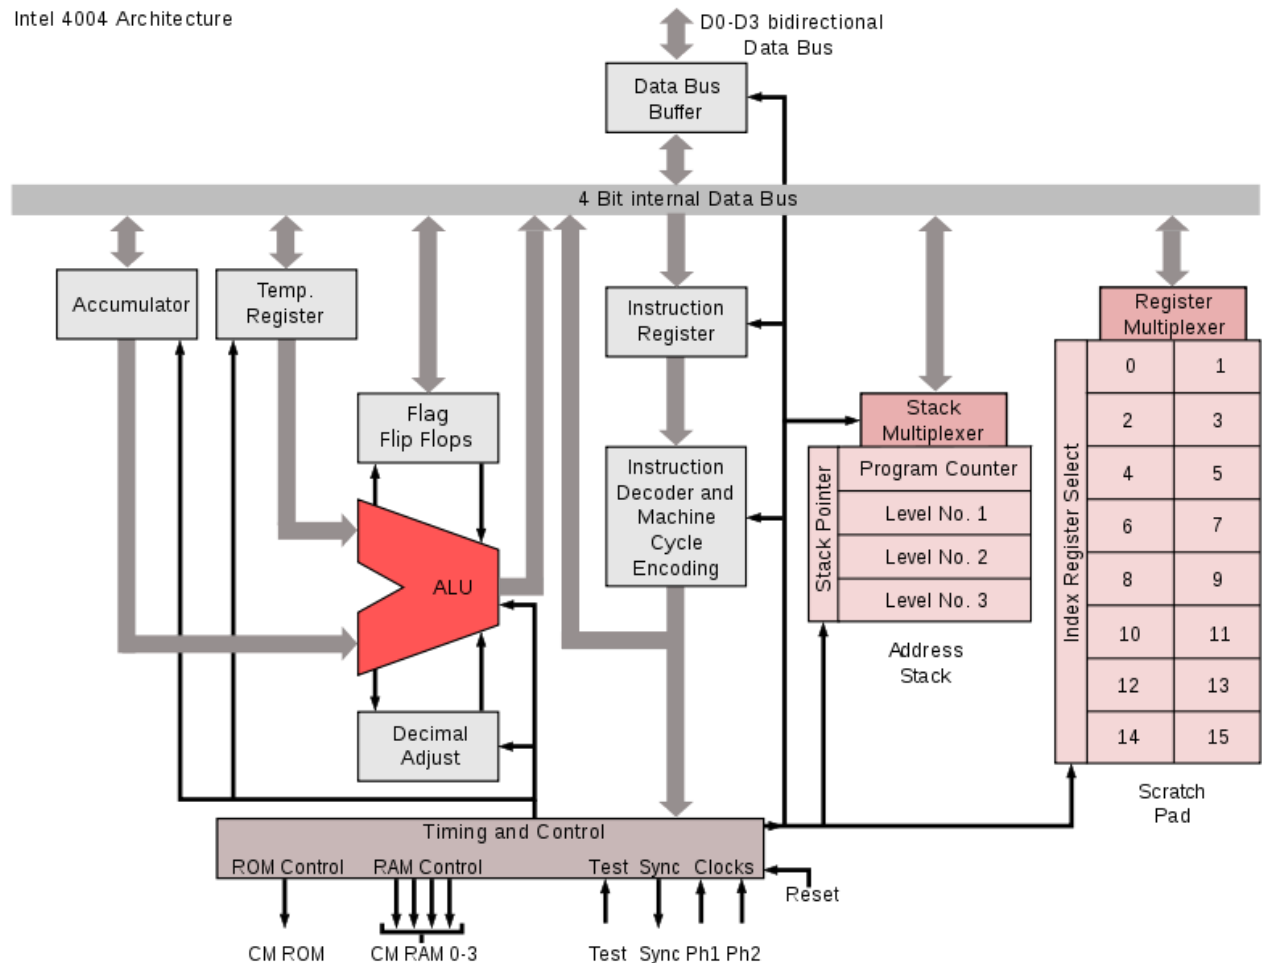 Intel 4004 Architecture
D0-D3 bidirectional
Data Bus
Data Bus
Buffer
4 Bit internal Data Bus
Accumulator
Temp.
Register
Instruction
Register
Register
Multiplexer
Flag
Flip Flops
Stack
Multiplexer
Instruction
Decoder and
Machine
Cycle
Encoding
Stack Pointer
Program Counter
Level No. 1
Level No. 2
Level No. 3
Address
Stack
Index Register Select
0 1
2 3
4 5
6 7
8 9
10 11
12 13
14 15
Scratch
Pad
ALU
Decimal
Adjust
Timing and Control
ROM Control RAM Control Test Sync Clocks
Reset
CM ROM CM RAM 0-3 Test Sync Ph1 Ph2